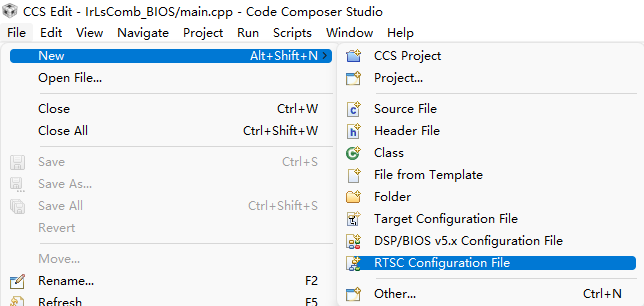 CCS Edit - IrLsComb_BIOS/main.cpp - Code Composer Studio
File Edit View Navigate Project Run Scripts Window Help
New Alt+Shift+N
Open File...
Close Ctrl+W
Close All Ctrl+Shift+W
Save Ctrl+S
Save As...
Save All Ctrl+Shift+S
Revert
Move...
Rename... F2
Refresh F5
CCS Project
Project...
Source File
Header File
Class
File from Template
Folder
Target Configuration File
DSP/BIOS v5.x Configuration File
RTSC Configuration File
Other... Ctrl+N